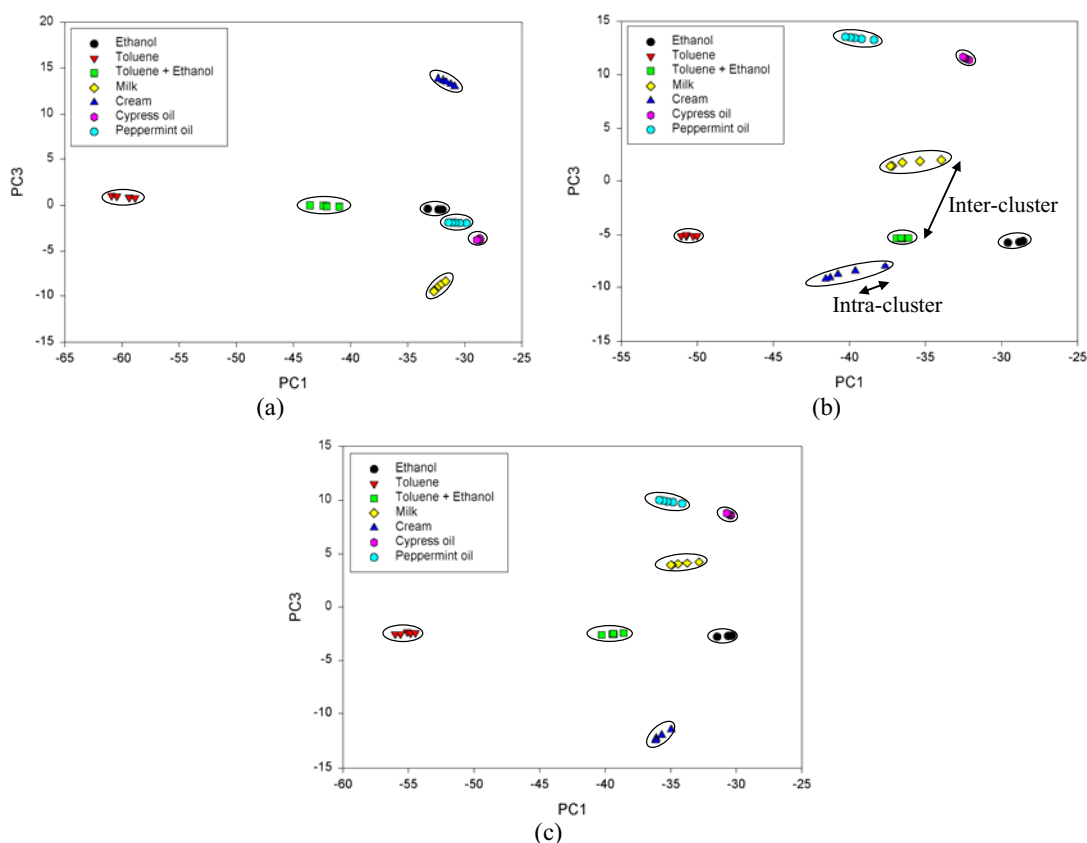 20
15
10
5
0
-5
-10
-15
PC3
Ethanol
Toluene
Toluene + Ethanol
Milk
Cream
Cypress oil
Peppermint oil
-65 -60 -55 -50 -45 -40 -35 -30 -25
PC1
(a)
15
10
5
0
-5
-10
-15
PC3
Ethanol
Toluene
Toluene + Ethanol
Milk
Cream
Cypress oil
Peppermint oil
Inter-cluster
Intra-cluster
-55 -50 -45 -40 -35 -30 -25
PC1
(b)
15
10
5
0
-5
-10
-15
PC3
Ethanol
Toluene
Toluene + Ethanol
Milk
Cream
Cypress oil
Peppermint oil
-60 -55 -50 -45 -40 -35 -30 -25
PC1
(c)